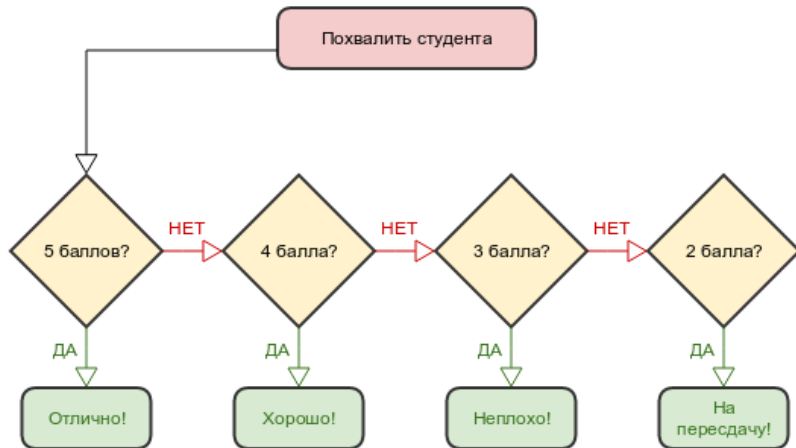 Похвалить студента
5 баллов?
НЕТ
4 балла?
НЕТ
3 балла?
НЕТ
2 балла?
ДА
ДА
ДА
ДА
Отлично!
Хорошо!
Неплохо!
На
пересдачу!